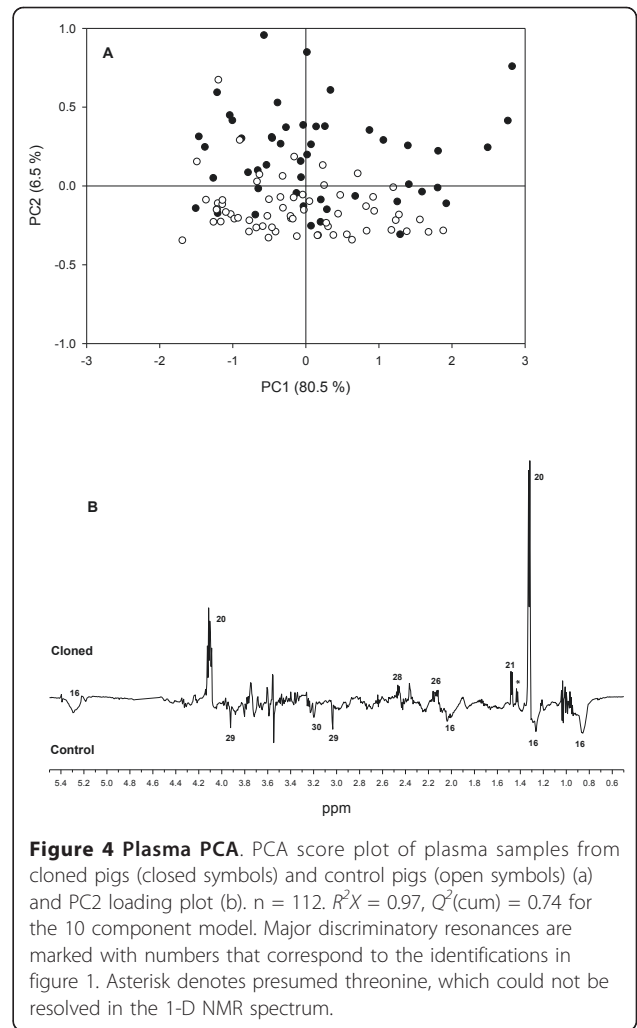 A
1.0
0.5
0.0
-0.5
-1.0
PC2 (6.5 %)
-3 -2 -1 0 1 2 3
PC1 (80.5 %)
B
20
20
Cloned
16
28
26
21
*
Control
29
30
29
16
16
16
5.4 5.2 5.0 4.8 4.6 4.4 4.2 4.0 3.8 3.6 3.4 3.2 3.0 2.8 2.6 2.4 2.2 2.0 1.8 1.6 1.4 1.2 1.0 0.8 0.6
ppm
Figure 4 Plasma PCA. PCA score plot of plasma samples from
cloned pigs (closed symbols) and control pigs (open symbols) (a)
and PC2 loading plot (b). n = 112. R²X = 0.97, Q²(cum) = 0.74 for
the 10 component model. Major discriminatory resonances are
marked with numbers that correspond to the identifications in
figure 1. Asterisk denotes presumed threonine, which could not be
resolved in the 1-D NMR spectrum.